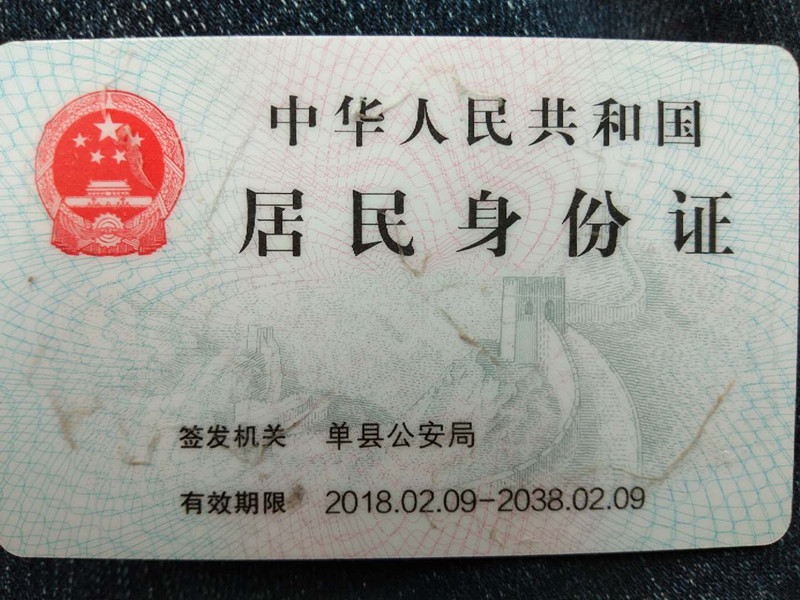 中华人民共和国
居民身份证
签发机关 单县公安局
有效期限 2018.02.09-2038.02.09